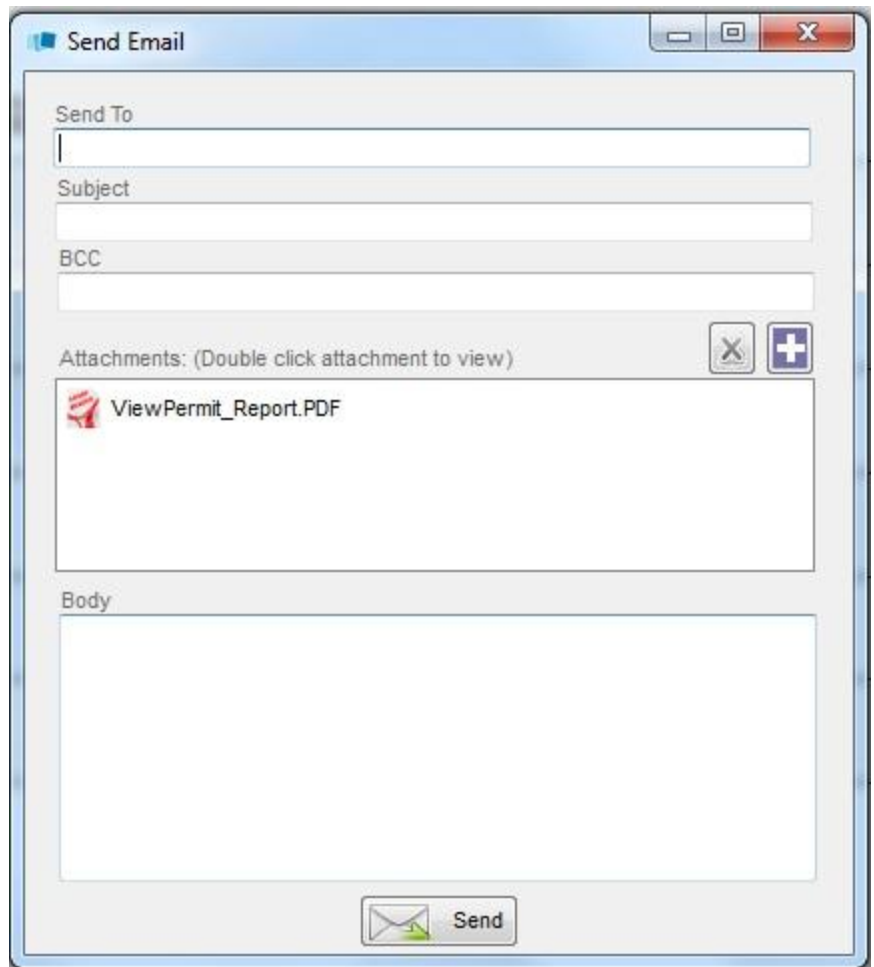 Send Email
Send To
Subject
BCC
Attachments: (Double click attachment to view)
ViewPermit_Report.PDF
Body
Send